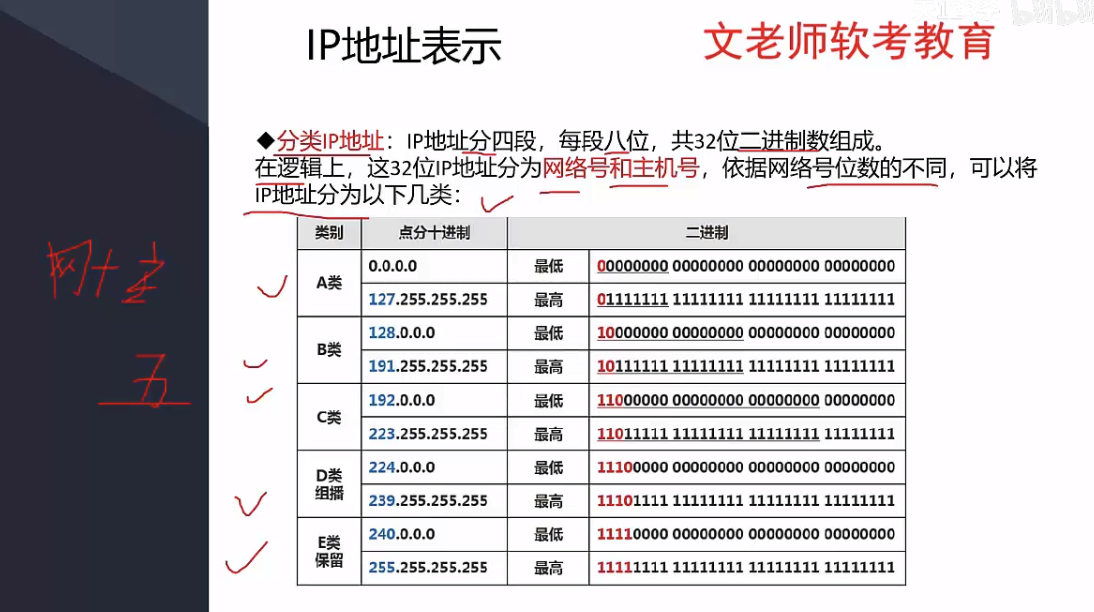 IP地址表示
文老师软考教育
◆分类IP地址：IP地址分四段，每段八位，共32位二进制数组成。
在逻辑上，这32位IP地址分为网络号和主机号，依据网络号位数的不同，可以将
IP地址分为以下几类：
类别 点分十进制 二进制
A类 0.0.0.0 最低 00000000 00000000 00000000 00000000
127.255.255.255 最高 01111111 11111111 11111111 11111111
B类 128.0.0.0 最低 10000000 00000000 00000000 00000000
191.255.255.255 最高 10111111 11111111 11111111 11111111
C类 192.0.0.0 最低 11000000 00000000 00000000 00000000
223.255.255.255 最高 11011111 11111111 11111111 11111111
D类 组播 224.0.0.0 最低 11100000 00000000 00000000 00000000
239.255.255.255 最高 11101111 11111111 11111111 11111111
E类 保留 240.0.0.0 最低 11110000 00000000 00000000 00000000
255.255.255.255 最高 11111111 11111111 11111111 11111111
网+主
五
bilibili